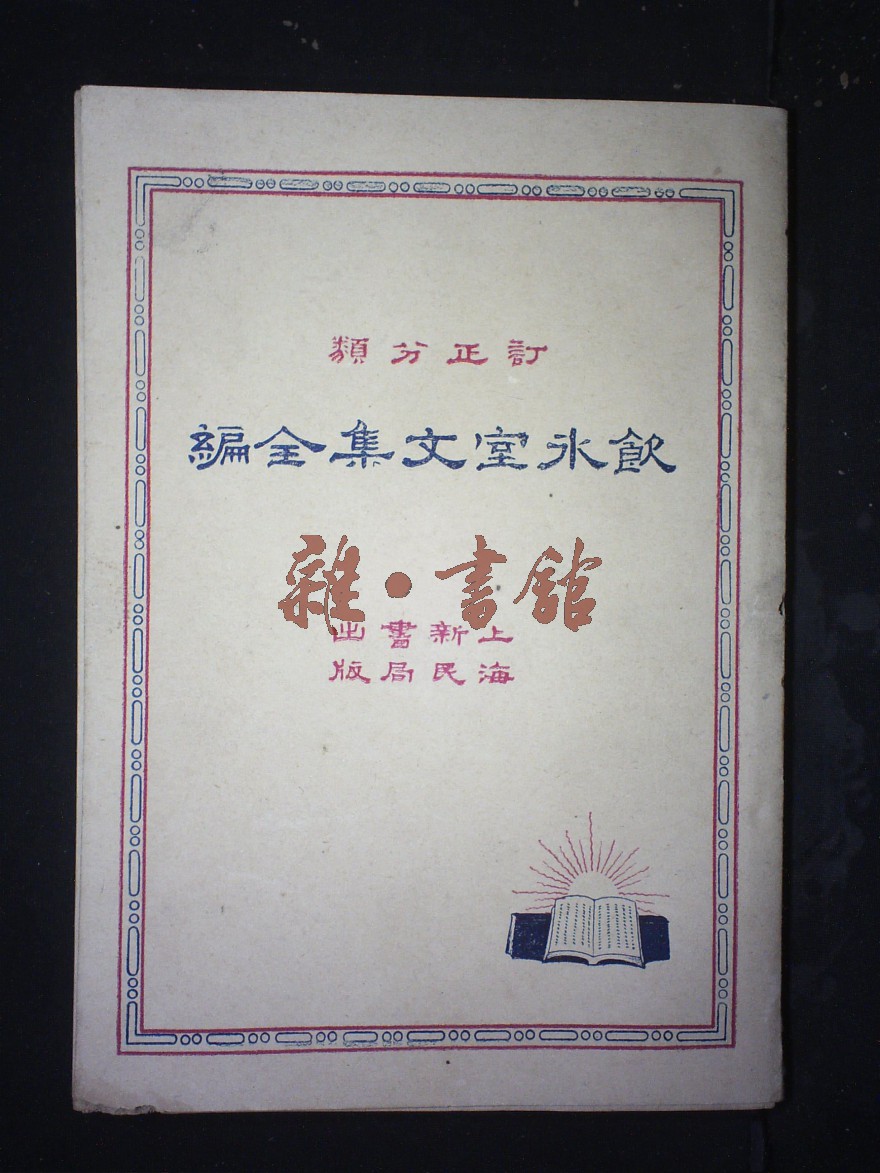 訂正分類
飲氷室文集全編
雜·書館
上新書出
海民局版